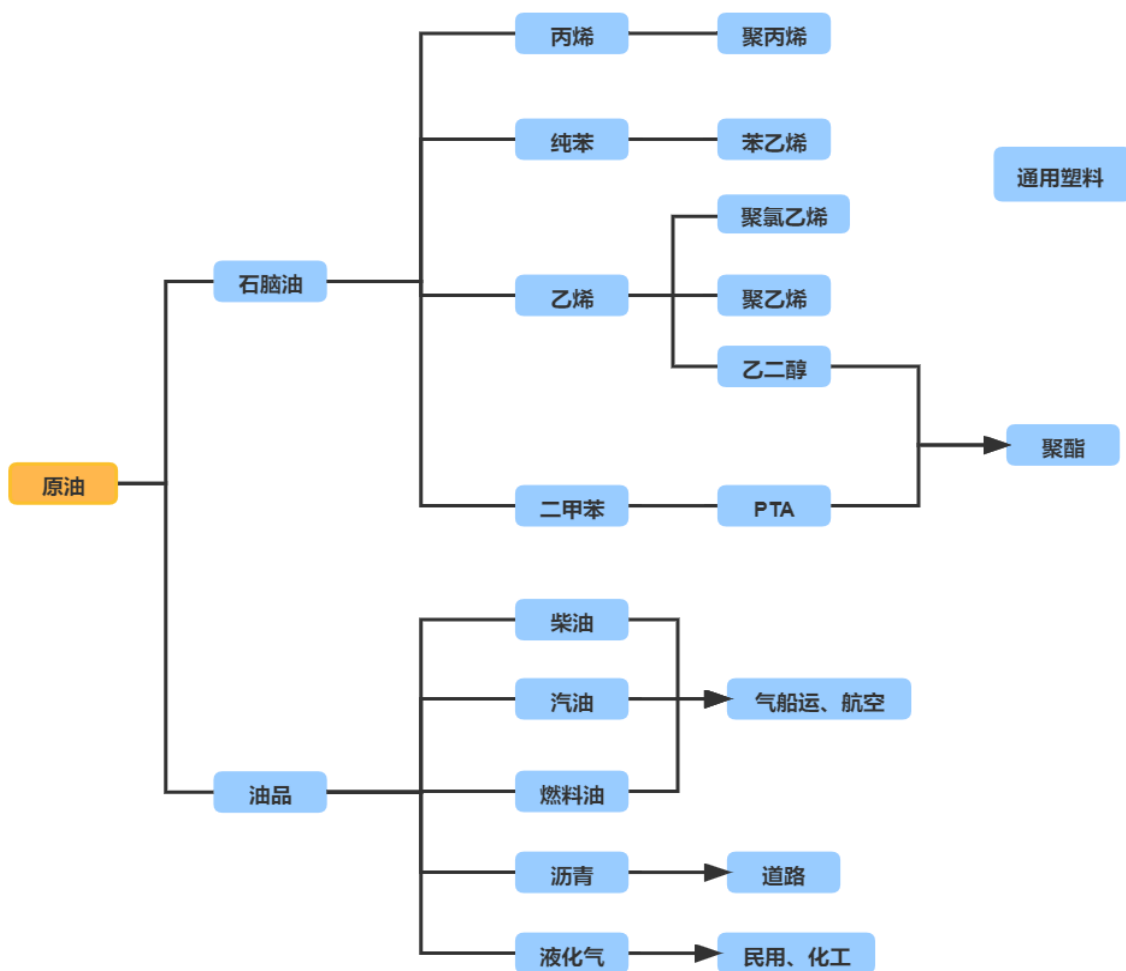 丙烯
聚丙烯
纯苯
苯乙烯
通用塑料
聚氯乙烯
石脑油
乙烯
聚乙烯
乙二醇
聚酯
原油
二甲苯
PTA
柴油
汽油
气船运、航空
油品
燃料油
沥青
道路
液化气
民用、化工